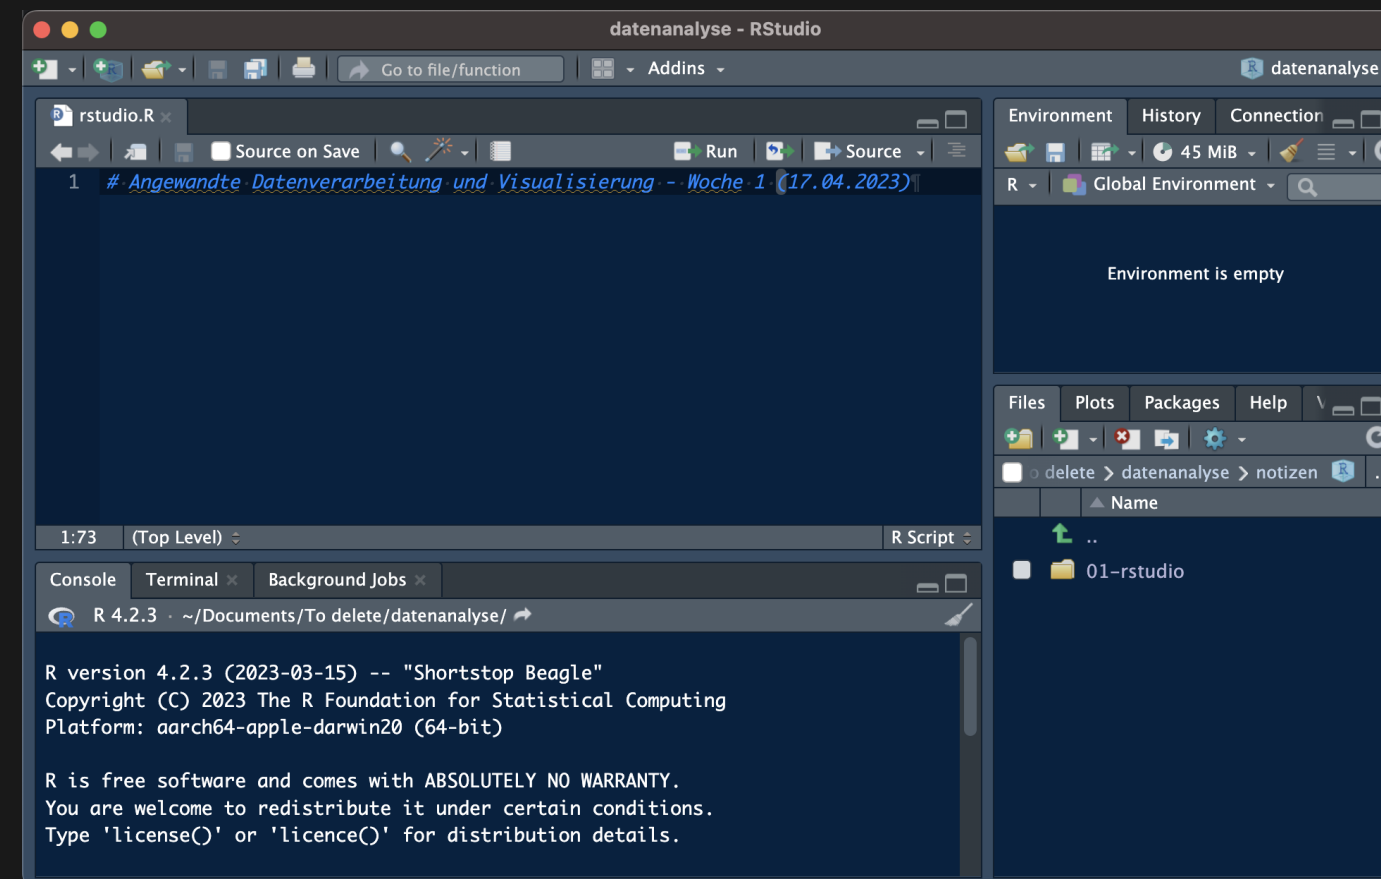 datenanalyse - RStudio
Go to file/function
Addins
datenanalyse
rstudio.R
Source on Save
Run
Source
1 # Angewandte Datenverarbeitung und Visualisierung - Woche 1 (17.04.2023)
1:73 (Top Level) R Script
Console Terminal Background Jobs
R 4.2.3 · ~/Documents/To delete/datenanalyse/
R version 4.2.3 (2023-03-15) -- "Shortstop Beagle"
Copyright (C) 2023 The R Foundation for Statistical Computing
Platform: aarch64-apple-darwin20 (64-bit)
R is free software and comes with ABSOLUTELY NO WARRANTY.
You are welcome to redistribute it under certain conditions.
Type 'license()' or 'licence()' for distribution details.
Environment History Connection
45 MiB
R Global Environment
Environment is empty
Files Plots Packages Help
o delete > datenanalyse > notizen
Name
..
01-rstudio